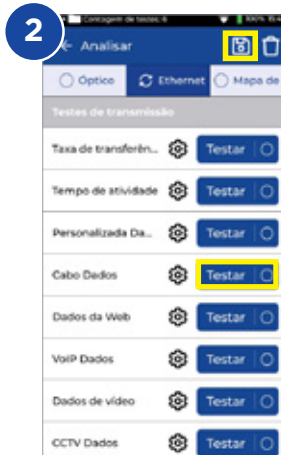 2
Contagem de testes: 6 100% 15:4
← Analisar
Óptico Ethernet Mapa de
Testes de transmissão
Taxa de transferên... Testar
Tempo de atividade Testar
Personalizada Da... Testar
Cabo Dados Testar
Dados da Web Testar
VoIP Dados Testar
Dados de vídeo Testar
CCTV Dados Testar